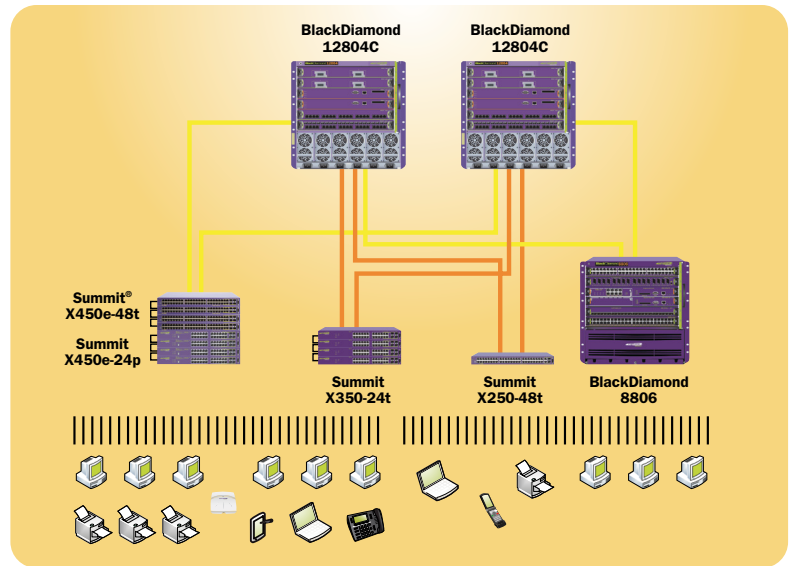 BlackDiamond
12804C
BlackDiamond
12804C
Summit®
X450e-48t
Summit
X450e-24p
Summit
X350-24t
Summit
X250-48t
BlackDiamond
8806